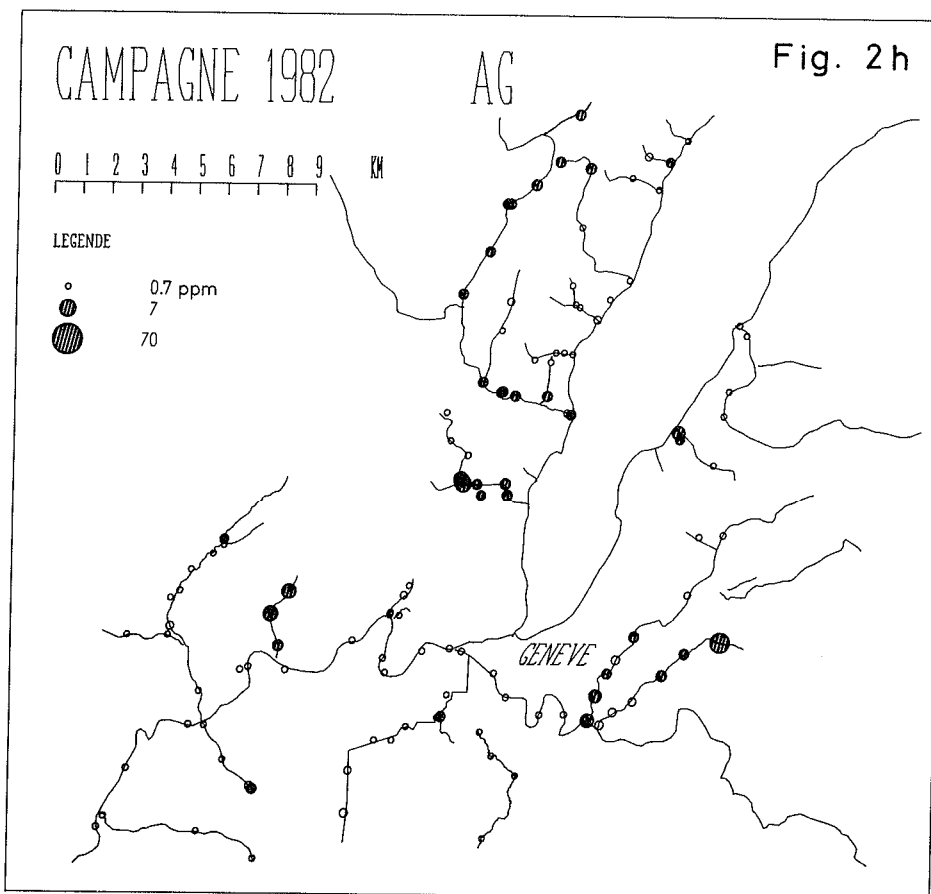 Fig. 2h
CAMPAGNE 1982 AG
0 1 2 3 4 5 6 7 8 9 KM
LEGENDE
0.7 ppm
7
70
GENEVE